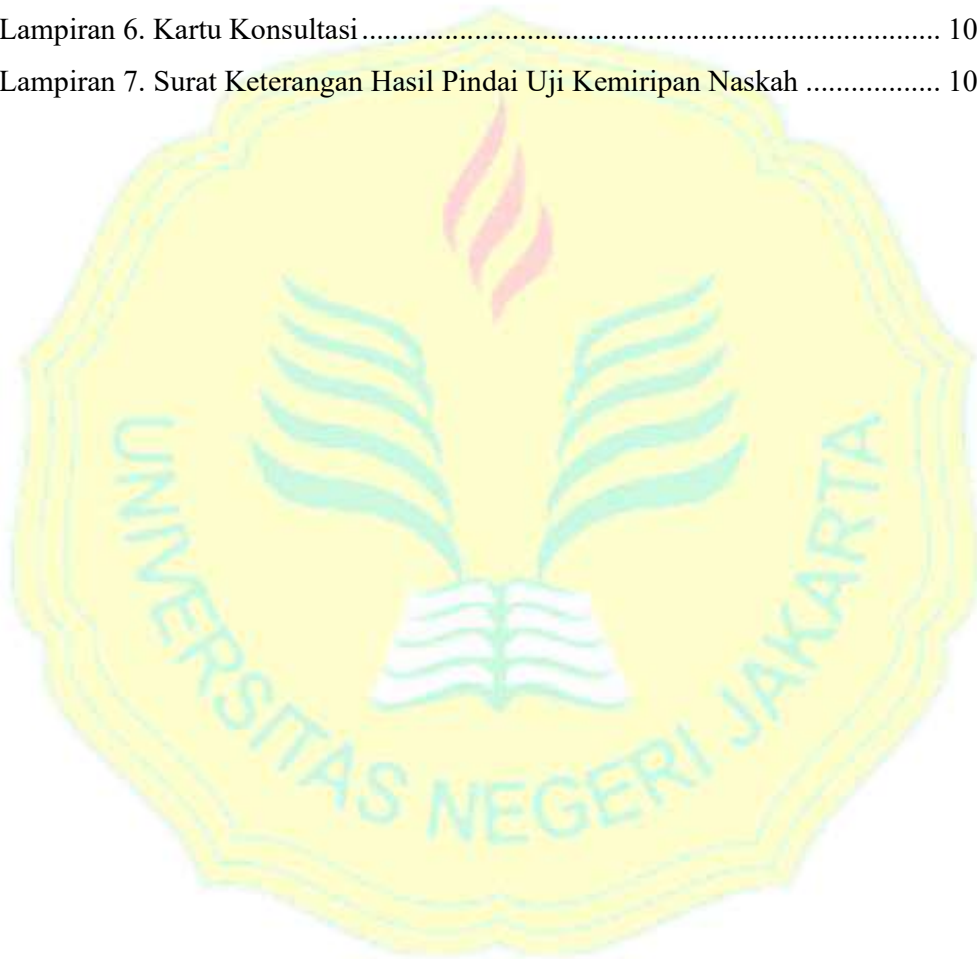 Lampiran 6. Kartu Konsultasi.............................................................................. 10
Lampiran 7. Surat Keterangan Hasil Pindai Uji Kemiripan Naskah .................. 10
UNIVERSITAS NEGERI JAKARTA